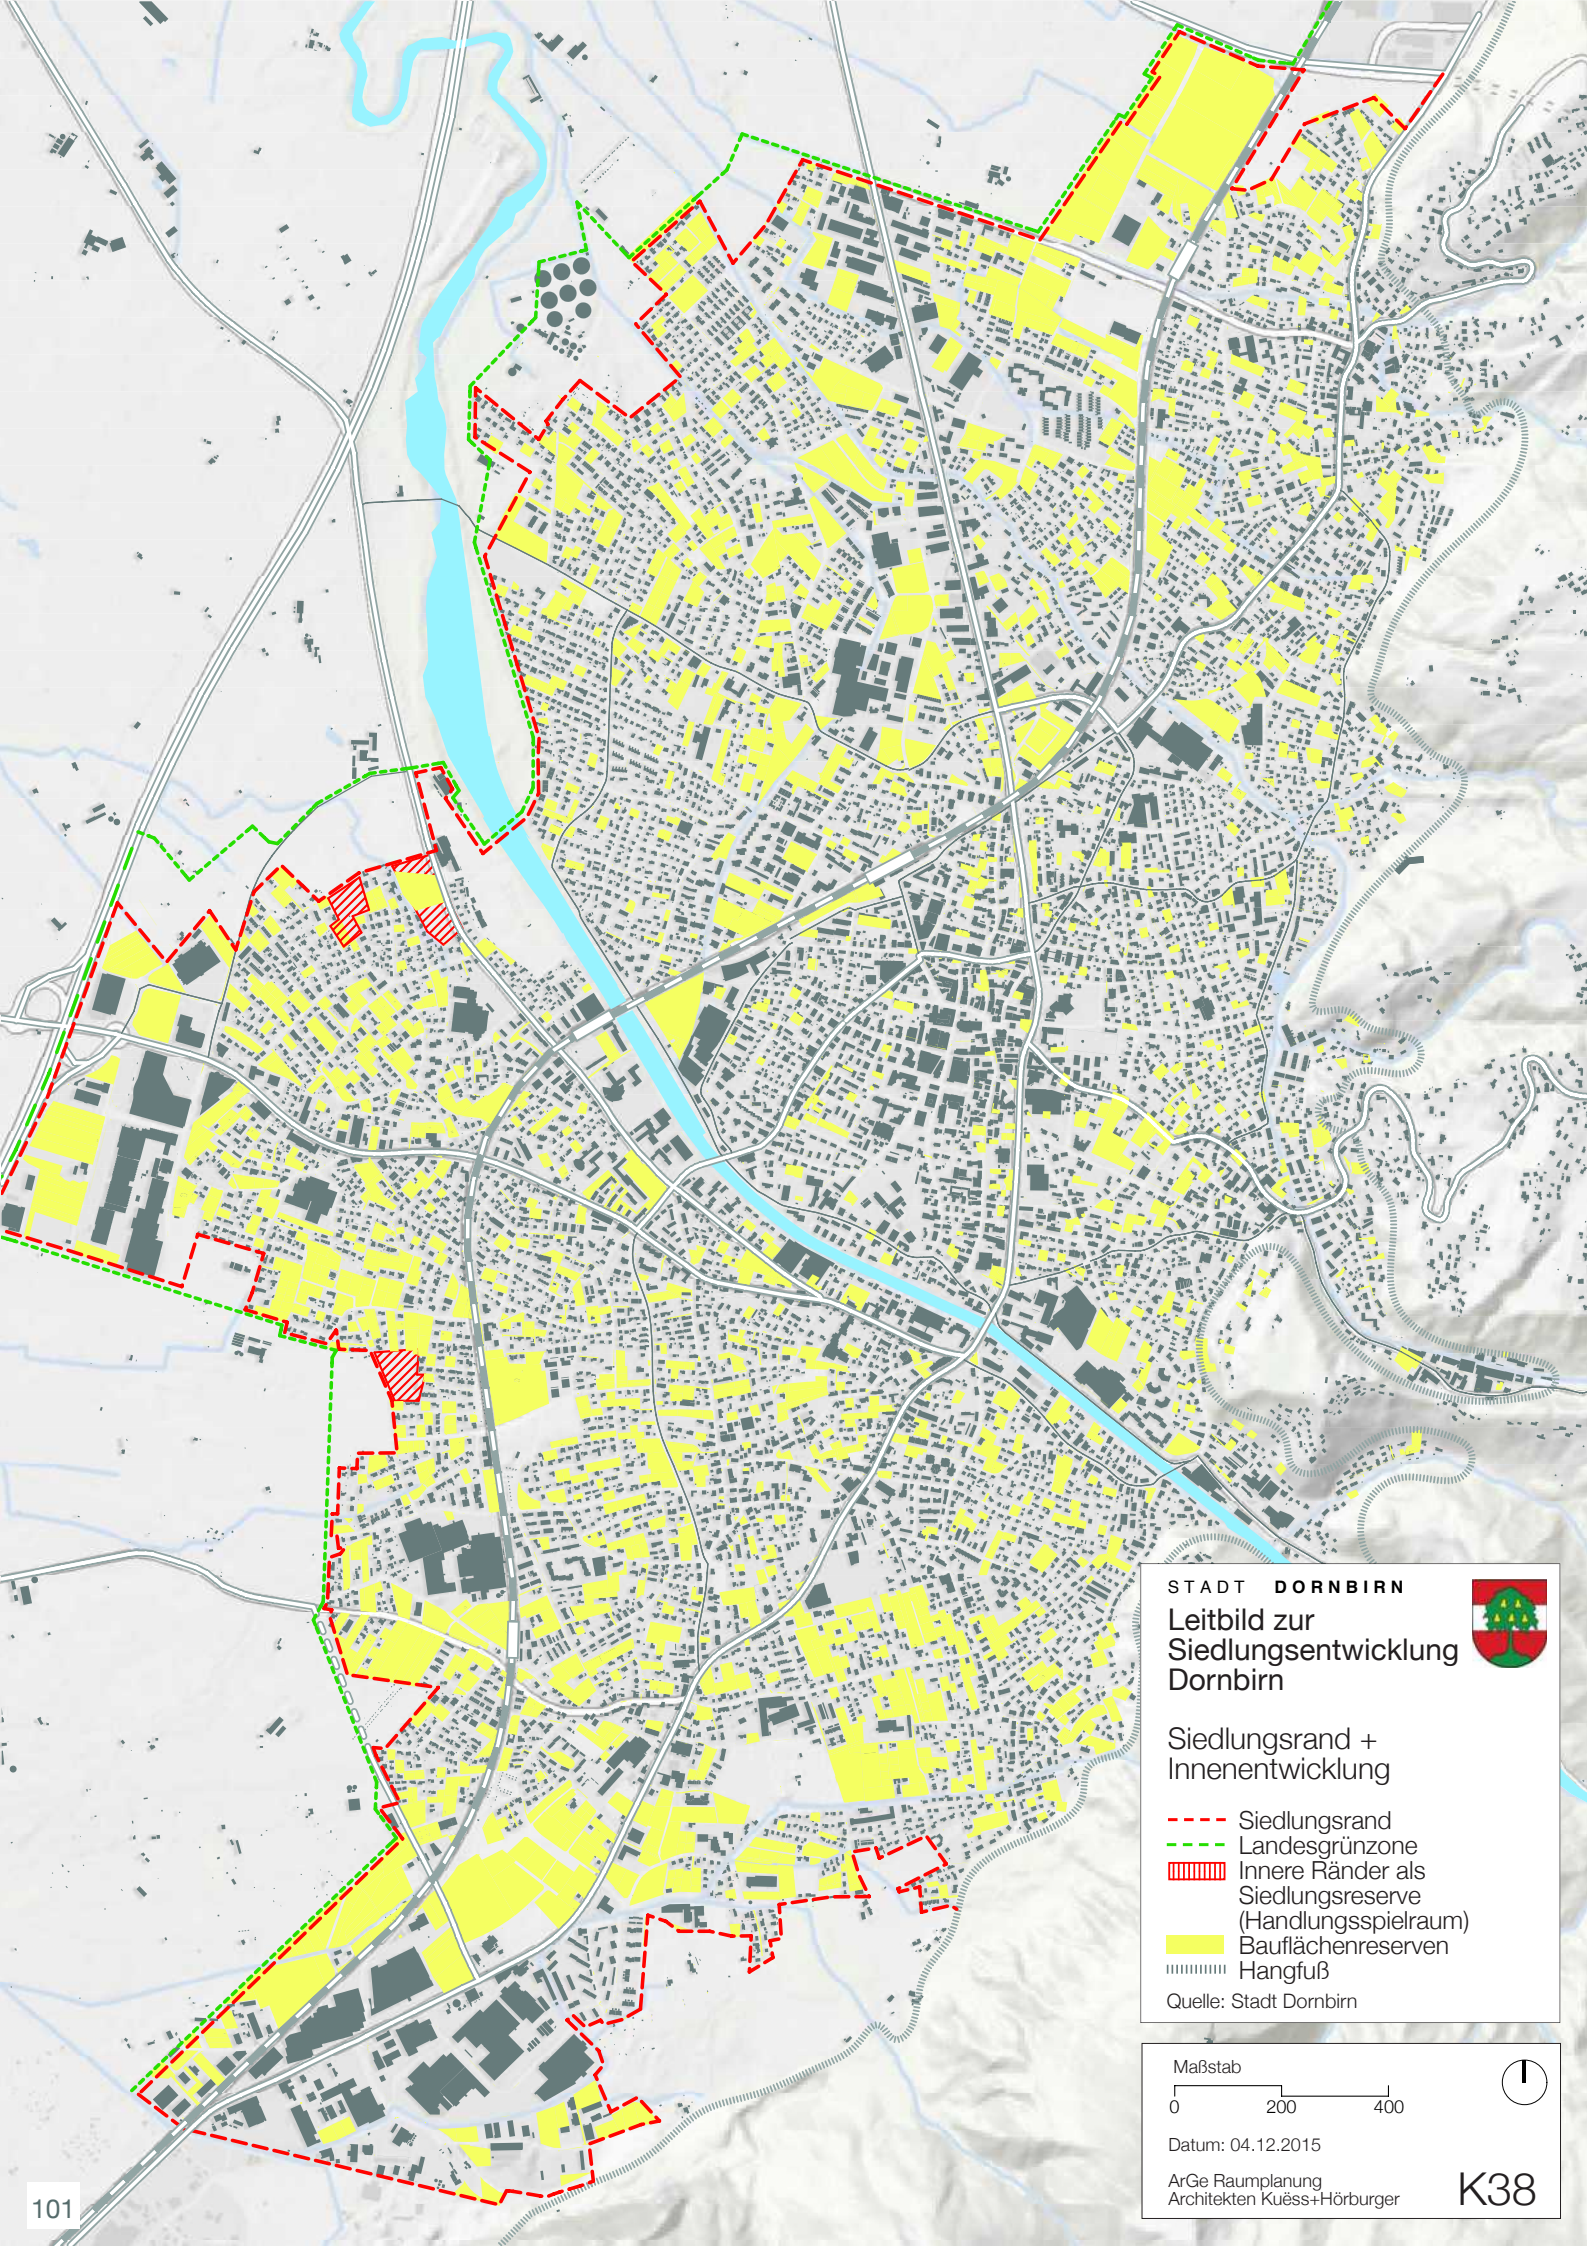 STADT DORNBIRN
Leitbild zur
Siedlungsentwicklung
Dornbirn
Siedlungsrand +
Innenentwicklung
Siedlungsrand
Landesgrünzone
Innere Ränder als
Siedlungsreserve
(Handlungsspielraum)
Bauflächenreserven
Hangfuß
Quelle: Stadt Dornbirn
Maßstab
0 200 400
Datum: 04.12.2015
ArGe Raumplanung
Architekten Kuëss+Hörburger
K38
101